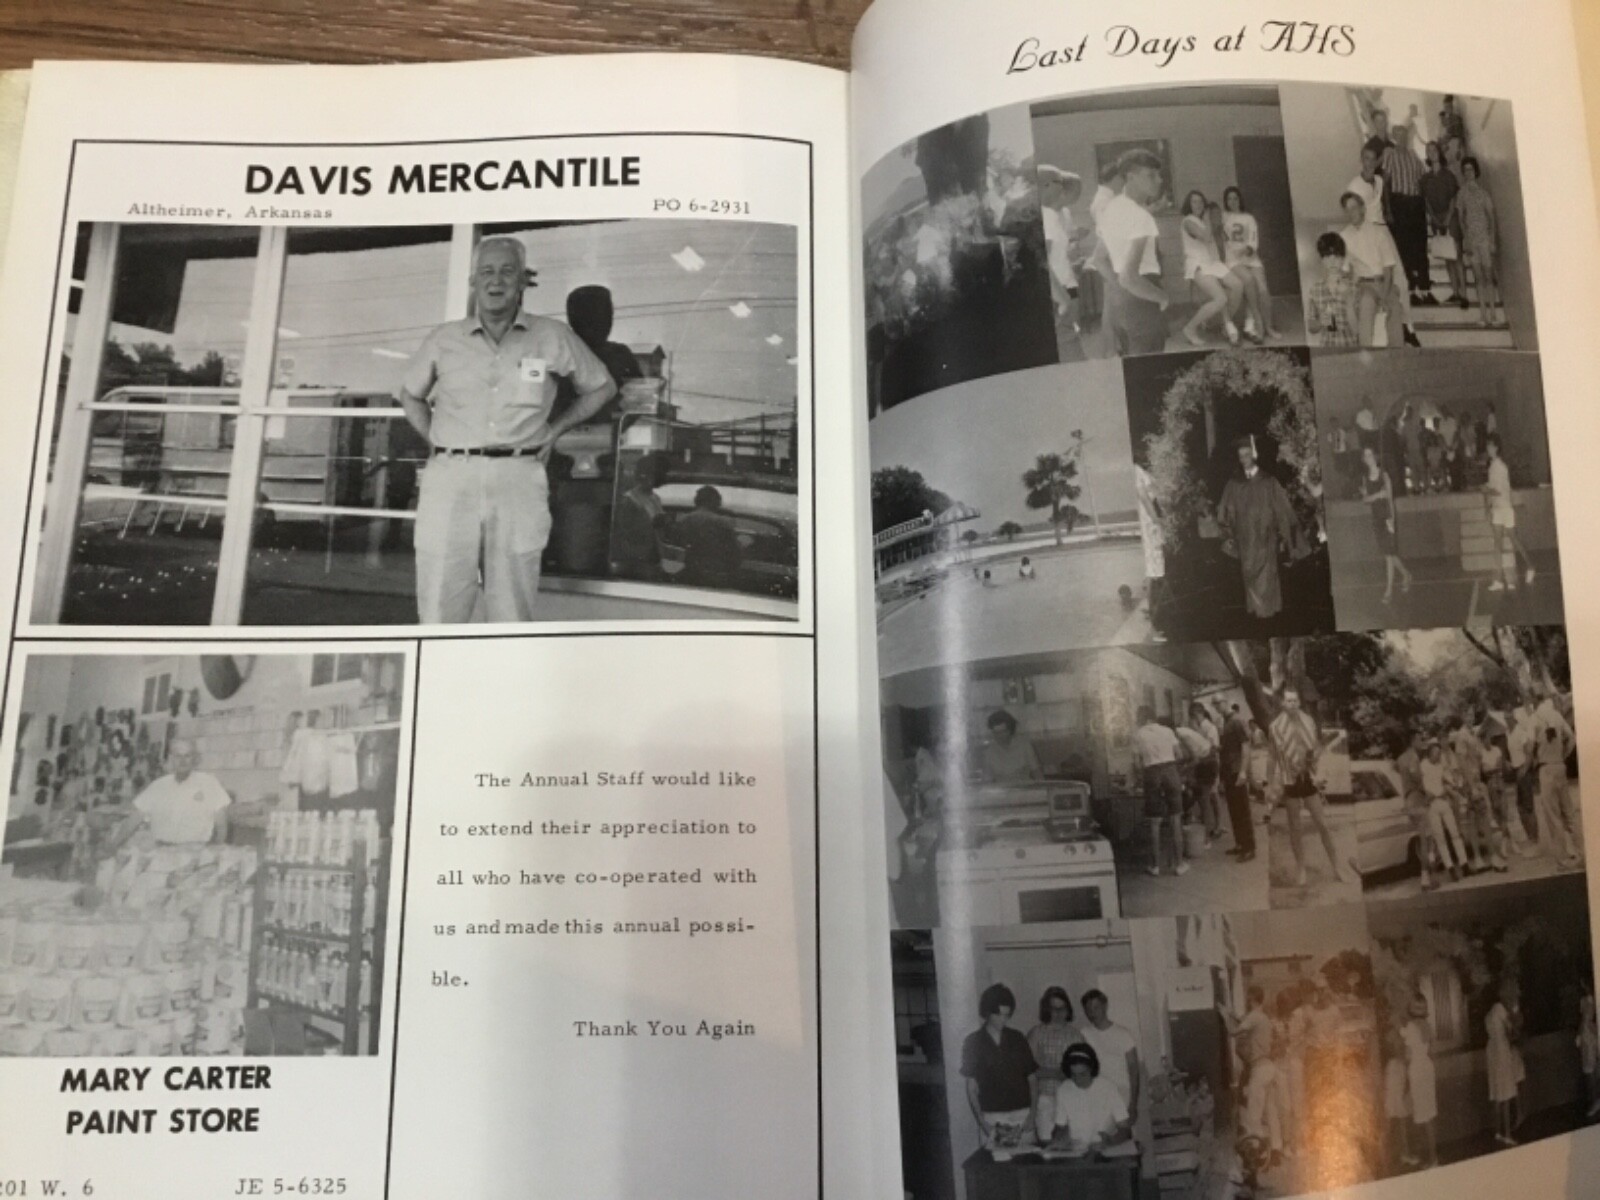 DAVIS MERCANTILE
Altheimer, Arkansas PO 6-2931
MARY CARTER
PAINT STORE
201 W. 6 JE 5-6325
The Annual Staff would like
to extend their appreciation to
all who have co-operated with
us and made this annual possi-
ble.
Thank You Again
Last Days at AHS